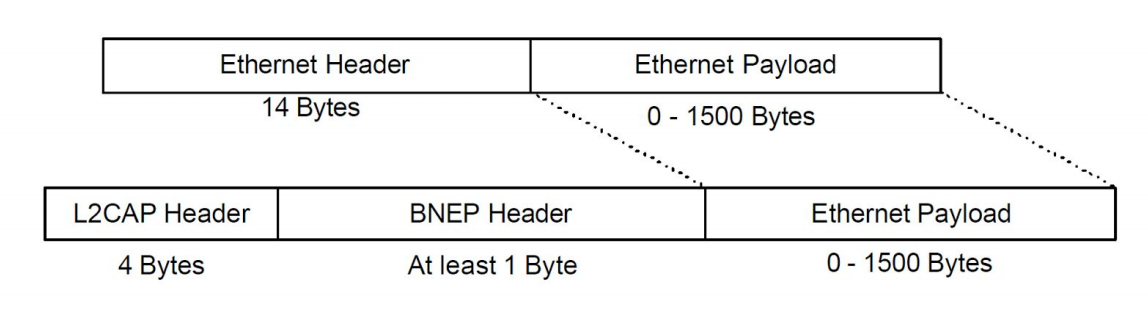 Ethernet Header
Ethernet Payload
14 Bytes
0 - 1500 Bytes
L2CAP Header
BNEP Header
Ethernet Payload
4 Bytes
At least 1 Byte
0 - 1500 Bytes